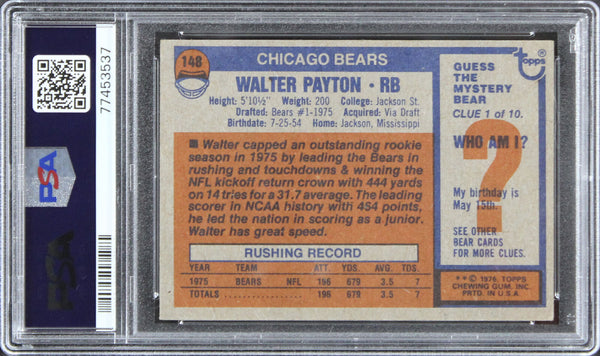 PSA
PSA
77453537
148
CHICAGO BEARS
WALTER PAYTON • RB
Height: 5'10½" Weight: 200 College: Jackson St.
Drafted: Bears #1-1975 Acquired: Via Draft
Birthdate: 7-25-54 Home: Jackson, Mississippi
■ Walter capped an outstanding rookie
season in 1975 by leading the Bears in
rushing and touchdowns & winning the
NFL kickoff return crown with 444 yards
on 14 tries for a 31.7 average. The leading
scorer in NCAA history with 454 points,
he led the nation in scoring as a junior.
Walter has great speed.
RUSHING RECORD
YEAR TEAM ATT. YDS. AVG. TDS.
1975 BEARS NFL 196 679 3.5 7
TOTALS 196 679 3.5 7
topps
GUESS
THE
MYSTERY
BEAR
CLUE 1 of 10.
WHO AM I?
?
My birthday is
May 15th.
SEE OTHER
BEAR CARDS
FOR MORE CLUES.
** © 1976, TOPPS
CHEWING GUM, INC.
PRTD. IN U.S.A.